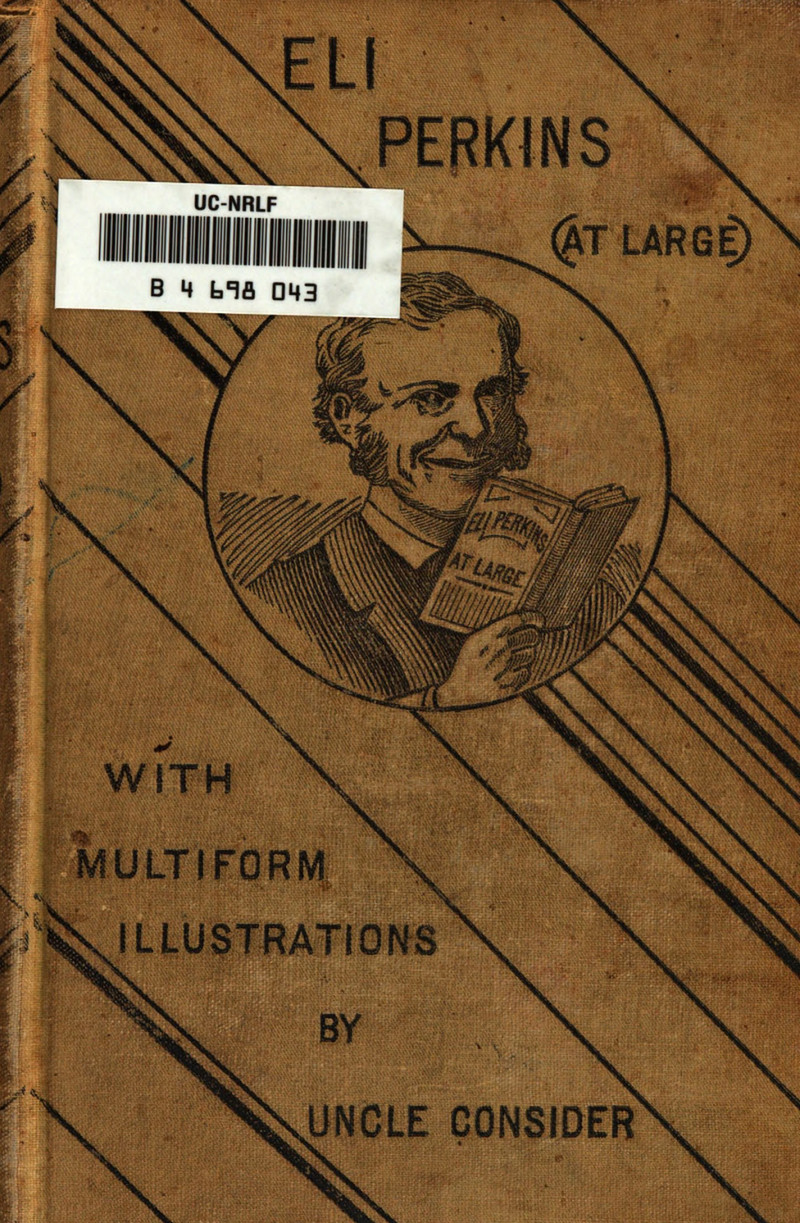 ELI
PERKINS
(AT LARGE)
UC-NRLF
B 4 698 043
ELI PERKINS
AT LARGE
WITH
MULTIFORM
ILLUSTRATIONS
BY
UNCLE CONSIDER
S